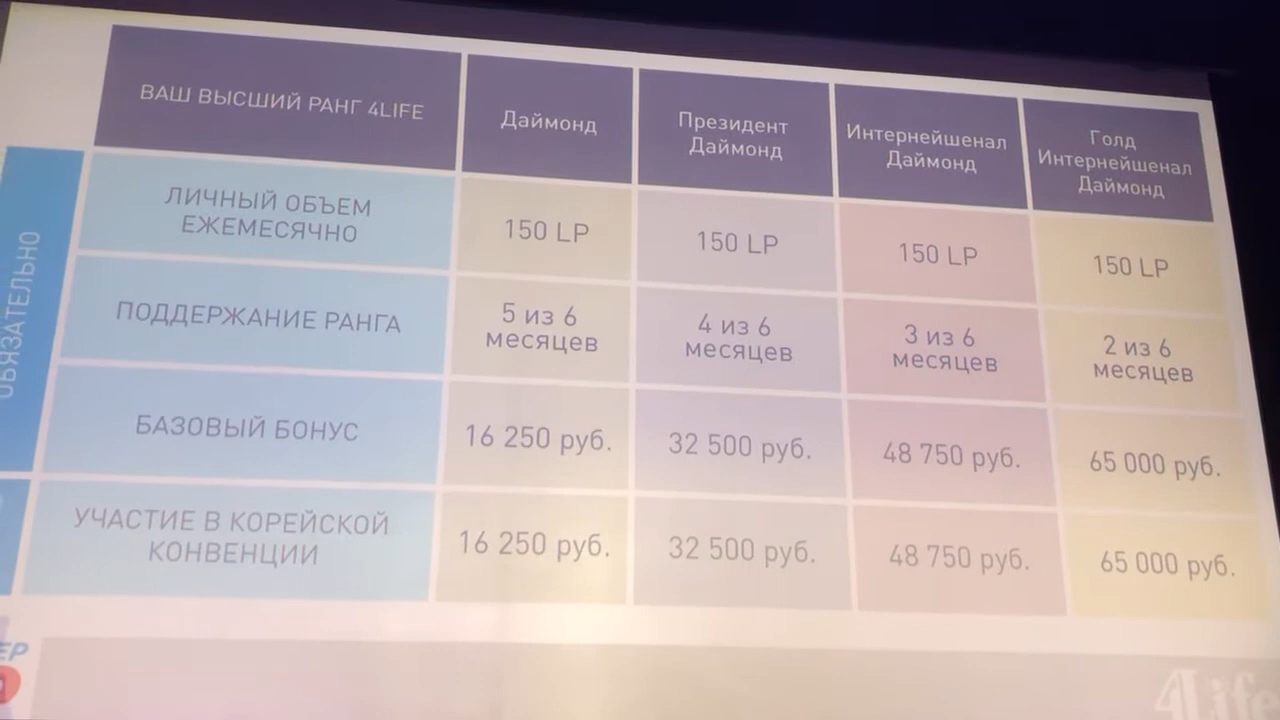 ВАШ ВЫСШИЙ РАНГ 4LIFE
Даймонд
Президент
Даймонд
Интернейшенал
Даймонд
Голд
Интернейшенал
Даймонд
ОБЯЗАТЕЛЬНО
ЛИЧНЫЙ ОБЪЕМ
ЕЖЕМЕСЯЧНО
150 LP
150 LP
150 LP
150 LP
ПОДДЕРЖАНИЕ РАНГА
5 из 6
месяцев
4 из 6
месяцев
3 из 6
месяцев
2 из 6
месяцев
БАЗОВЫЙ БОНУС
16 250 руб.
32 500 руб.
48 750 руб.
65 000 руб.
УЧАСТИЕ В КОРЕЙСКОЙ
КОНВЕНЦИИ
16 250 руб.
32 500 руб.
48 750 руб.
65 000 руб.
4Life